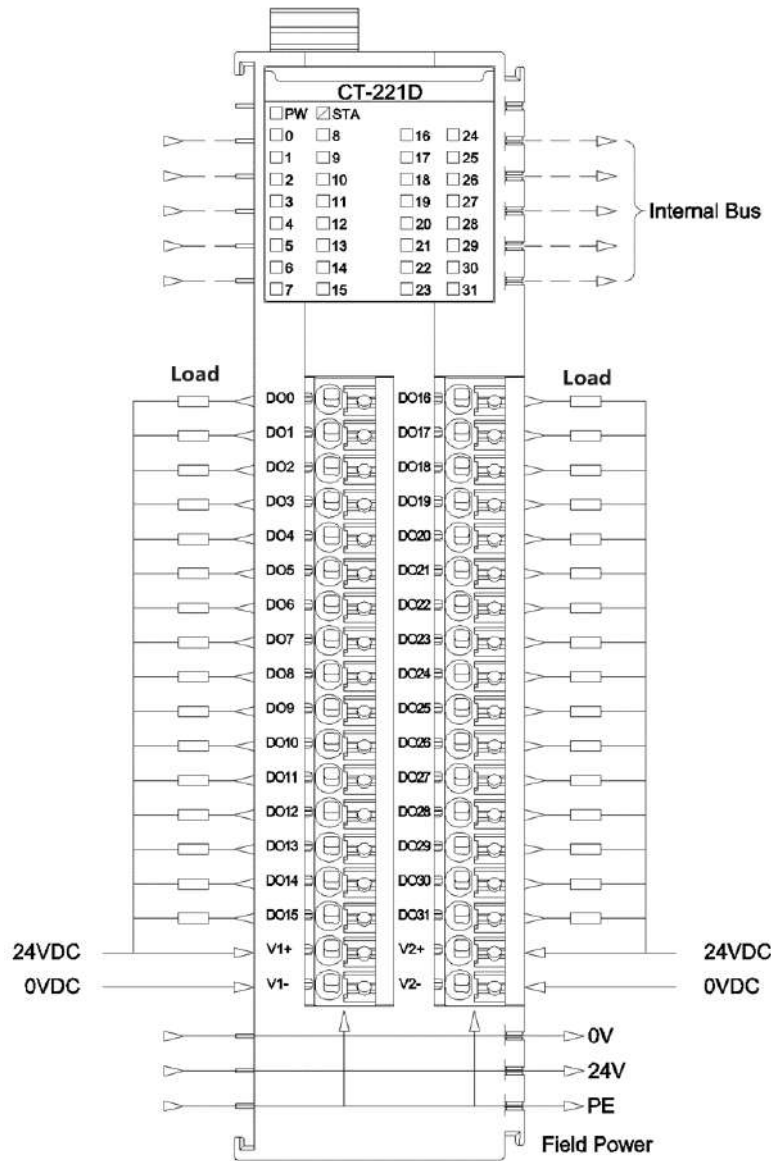 CT-221D
PW STA
0 8 16 24
1 9 17 25
2 10 18 26
3 11 19 27
4 12 20 28
5 13 21 29
6 14 22 30
7 15 23 31
Internal Bus
Load Load
DO0 DO16
DO1 DO17
DO2 DO18
DO3 DO19
DO4 DO20
DO5 DO21
DO6 DO22
DO7 DO23
DO8 DO24
DO9 DO25
DO10 DO26
DO11 DO27
DO12 DO28
DO13 DO29
DO14 DO30
DO15 DO31
24VDC V1+ V2+ 24VDC
0VDC V1- V2- 0VDC
0V
24V
PE
Field Power